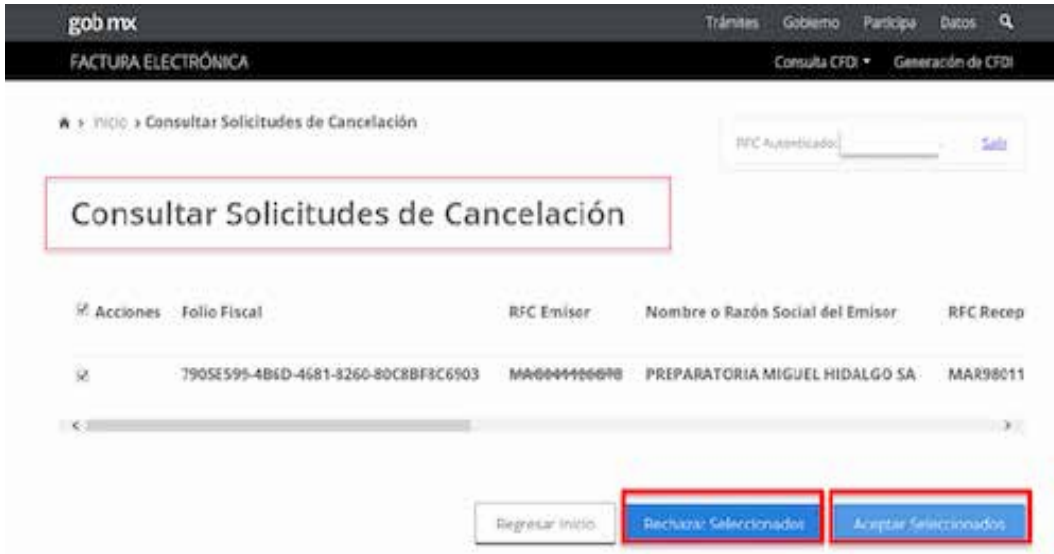 gob mx
Trámites Gobierno Participa Datos
FACTURA ELECTRÓNICA
Consulta CFDI Generación de CFDI
Inicio > Consultar Solicitudes de Cancelación
RFC Autenticado: Salir
Consultar Solicitudes de Cancelación
Acciones Folio Fiscal RFC Emisor Nombre o Razón Social del Emisor RFC Recep
7905E599-4B6D-4681-8260-80C8BF8C6903 PREPARATORIA MIGUEL HIDALGO SA MAR98011
Regresar Inicio Rechazar Seleccionados Aceptar Seleccionados